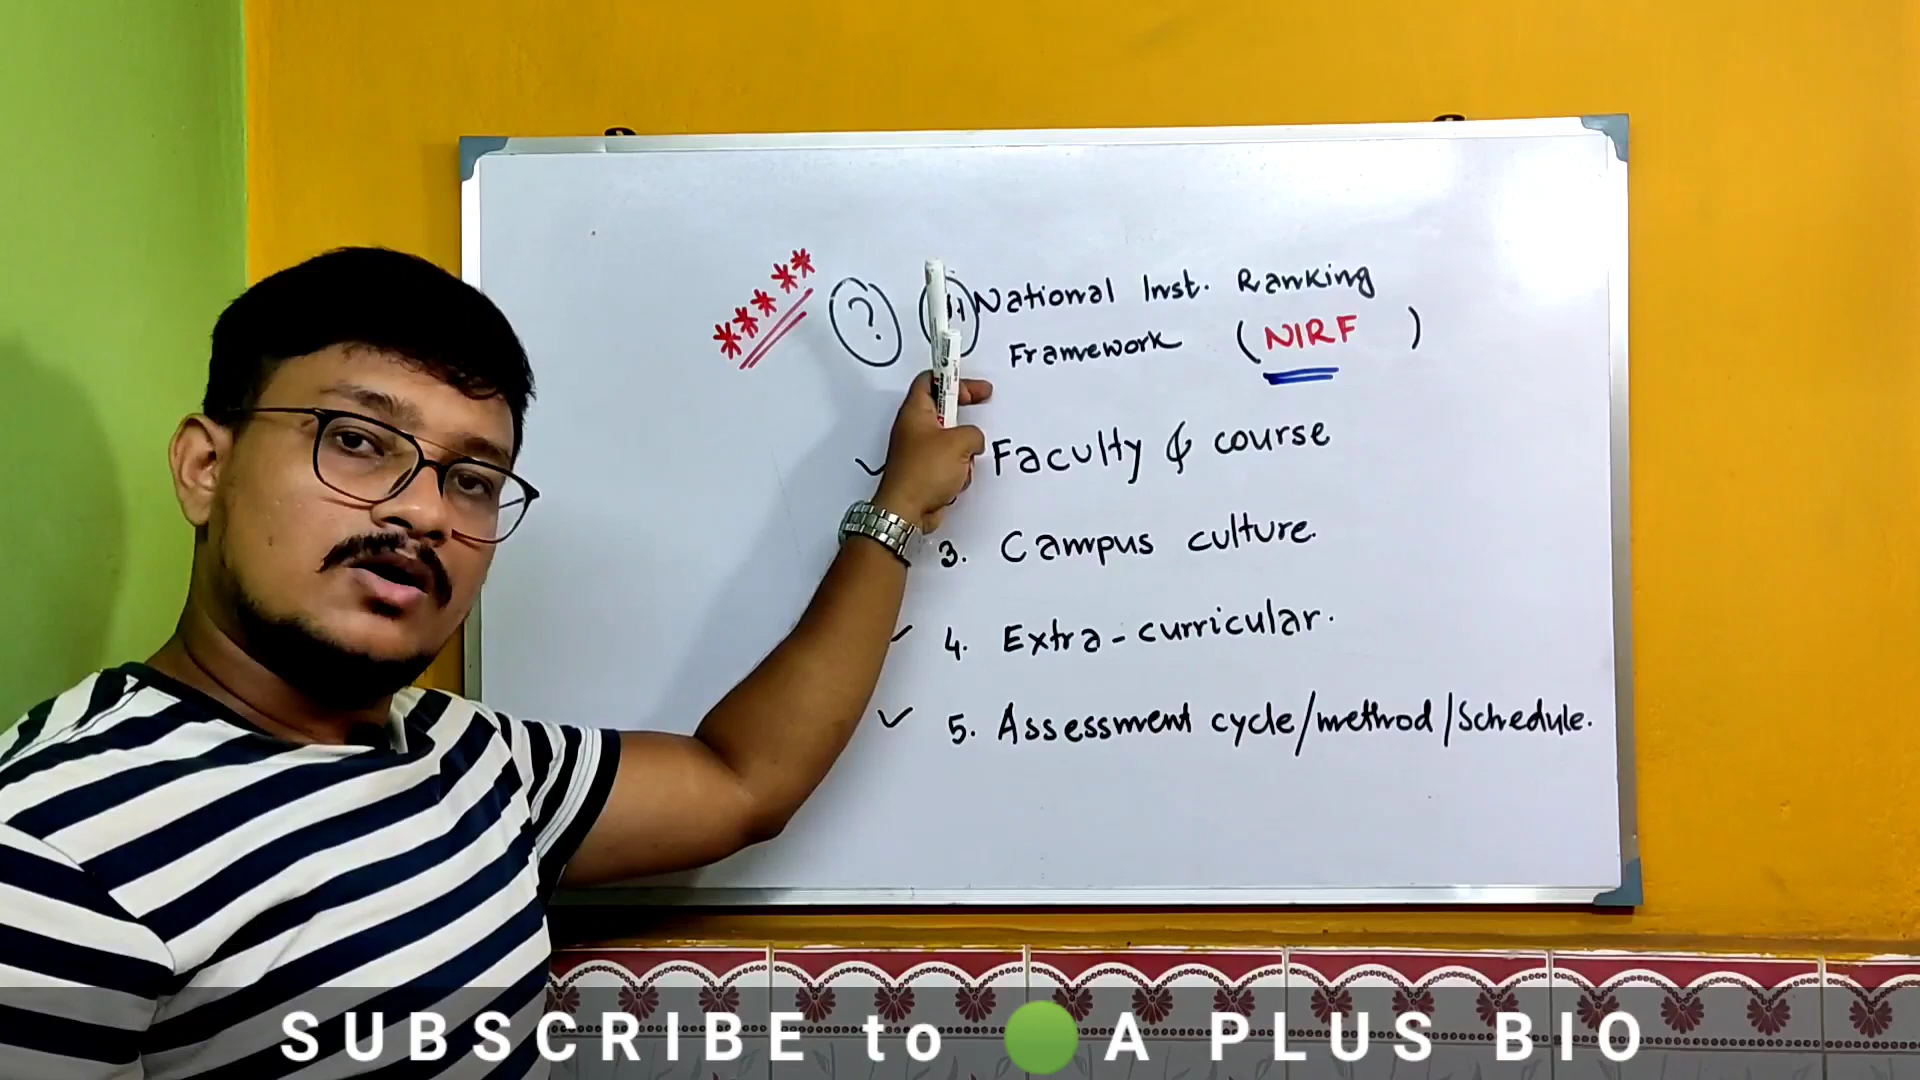 ***** ? National Inst. Ranking
Framework (NIRF)
Faculty & course
3. Campus culture.
4. Extra-curricular.
5. Assessment cycle/method/Schedule.
SUBSCRIBE to A PLUS BIO